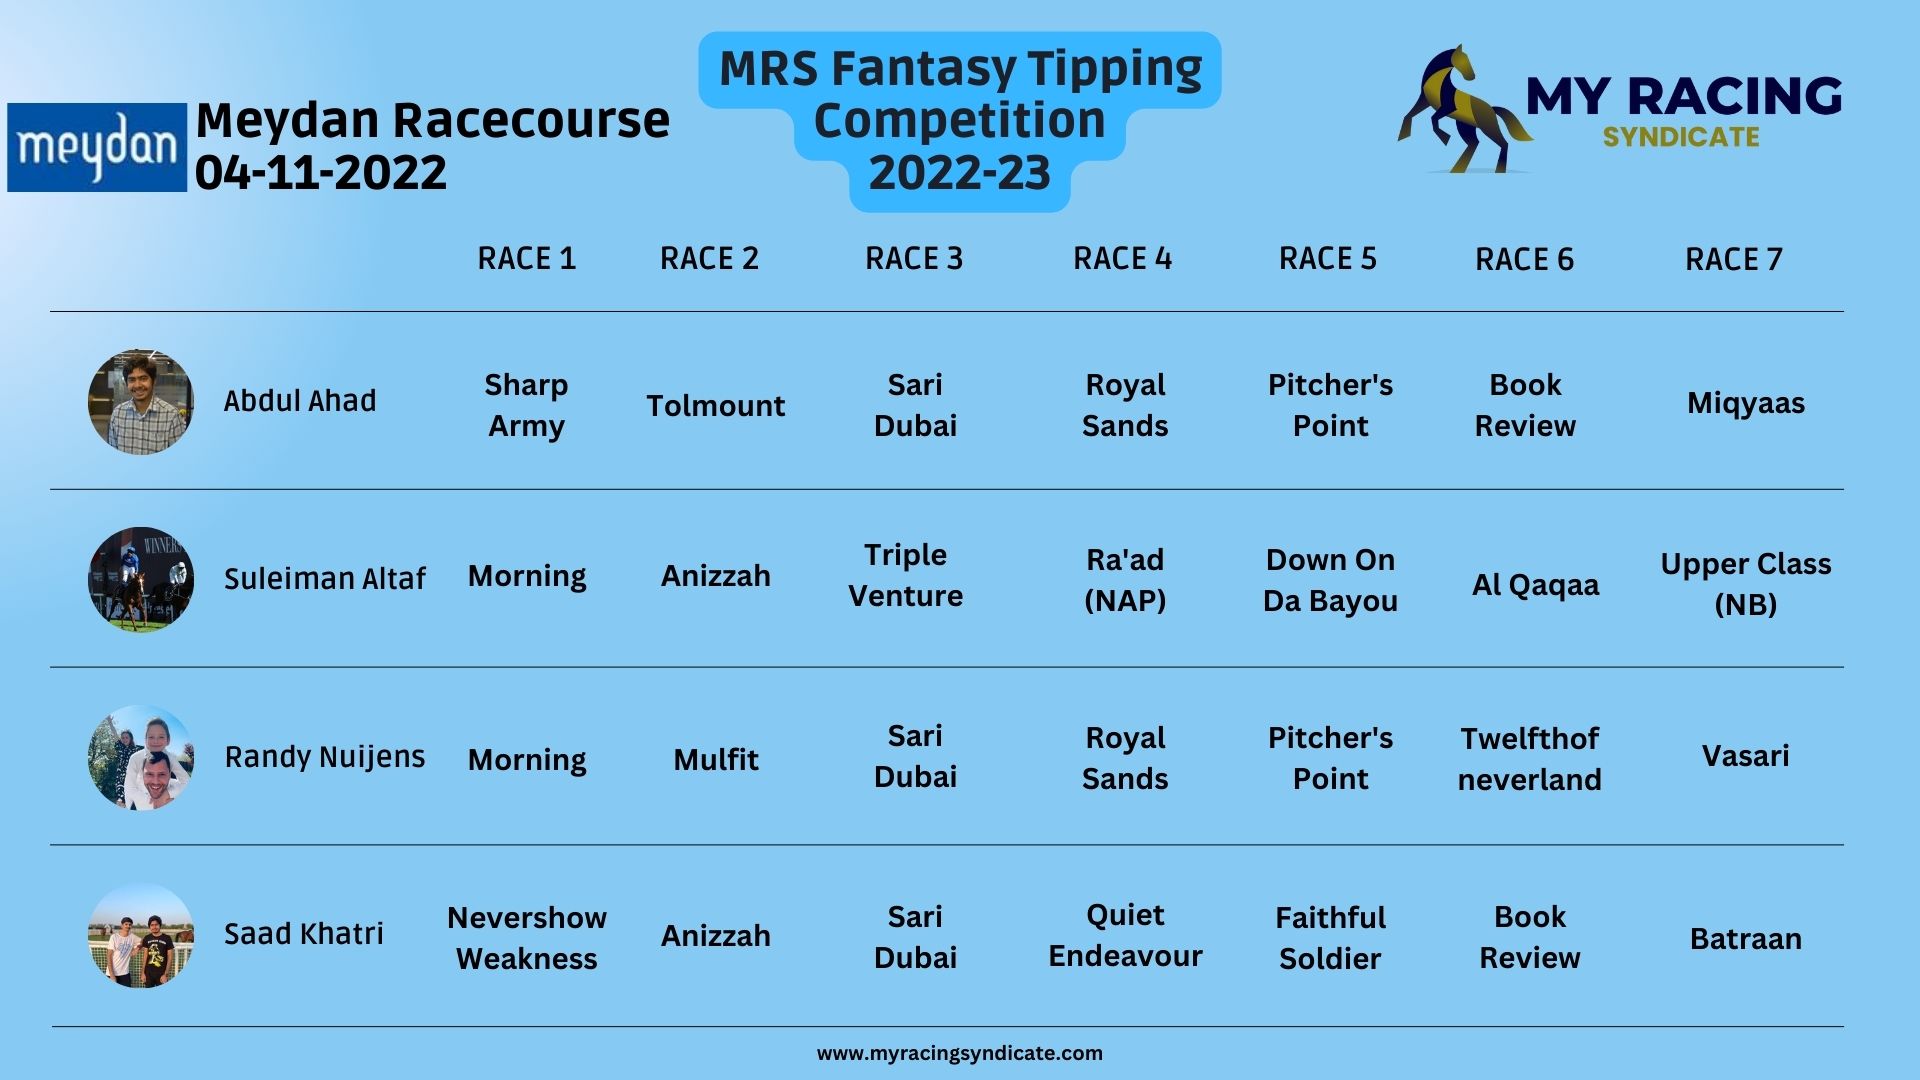 meydan
Meydan Racecourse
04-11-2022
MRS Fantasy Tipping
Competition
2022-23
MY RACING
SYNDICATE
RACE 1 RACE 2 RACE 3 RACE 4 RACE 5 RACE 6 RACE 7
Abdul Ahad
Sharp
Army
Tolmount
Sari
Dubai
Royal
Sands
Pitcher's
Point
Book
Review
Miqyaas
WINNERS
Suleiman Altaf
Morning
Anizzah
Triple
Venture
Ra'ad
(NAP)
Down On
Da Bayou
Al Qaqaa
Upper Class
(NB)
Randy Nuijens
Morning
Mulfit
Sari
Dubai
Royal
Sands
Pitcher's
Point
Twelfthof
neverland
Vasari
Saad Khatri
Nevershow
Weakness
Anizzah
Sari
Dubai
Quiet
Endeavour
Faithful
Soldier
Book
Review
Batraan
www.myracingsyndicate.com